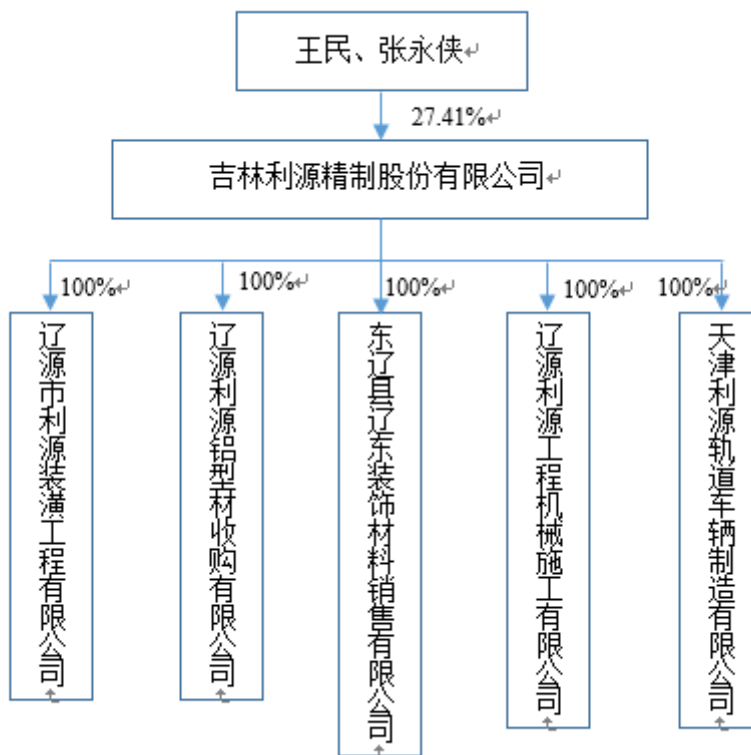 王民、张永侠
27.41%
吉林利源精制股份有限公司
100%
100%
100%
100%
100%
辽源市利源装潢工程有限公司
辽源利源铝型材收购有限公司
东辽县辽东装饰材料销售有限公司
辽源利源工程机械施工有限公司
天津利源轨道车辆制造有限公司